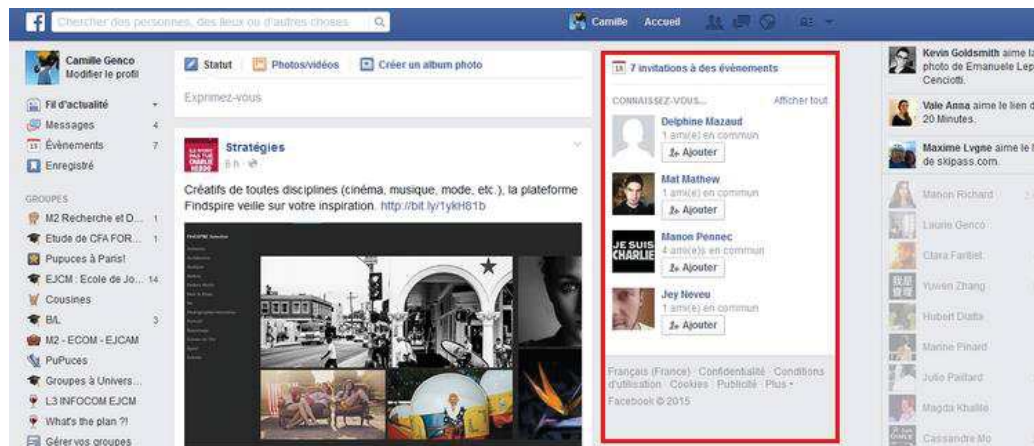 f
Chercher des personnes, des lieux ou d'autres choses
Camille Accueil
Camille Genco
Modifier le profil
Fil d'actualité
Messages 4
Évènements 7
Enregistré
GROUPES
M2 Recherche et D... 1
Etude de CFA FOR... 1
Pupuces à Paris!
EJCM : Ecole de Jo... 14
Cousines
B/L 3
M2 - ECOM - EJCAM
PuPuces
Groupes à Univers...
L3 INFOCOM EJCM
What's the plan ?!
Gérer vos groupes
Statut Photos/vidéos Créer un album photo
Exprimez-vous
Stratégies
8 h
Créatifs de toutes disciplines (cinéma, musique, mode, etc.), la plateforme
Findspire veille sur votre inspiration. http://bit.ly/1ykH81b
7 invitations à des évènements
CONNAISSEZ-VOUS... Afficher tout
Delphine Mazaud
1 ami(e) en commun
Ajouter
Mat Mathew
1 ami(e) en commun
Ajouter
JE SUIS
CHARLIE
Manon Pennec
4 ami(e)s en commun
Ajouter
Jey Neveu
1 ami(e) en commun
Ajouter
Français (France) · Confidentialité · Conditions
d'utilisation · Cookies · Publicité · Plus
Facebook © 2015
Kevin Goldsmith aime la
photo de Emanuele Lep
Cenciotti.
Vale Anna aime le lien d
20 Minutes.
Maxime Lvgne aime le l
de skipass.com.
Manon Richard
Laurie Genco
Clara Farillet
Yuwen Zhang
Hubert Diatta
Marine Pinard
Julio Paillard
Magda Khalifé
Cassandre Mo